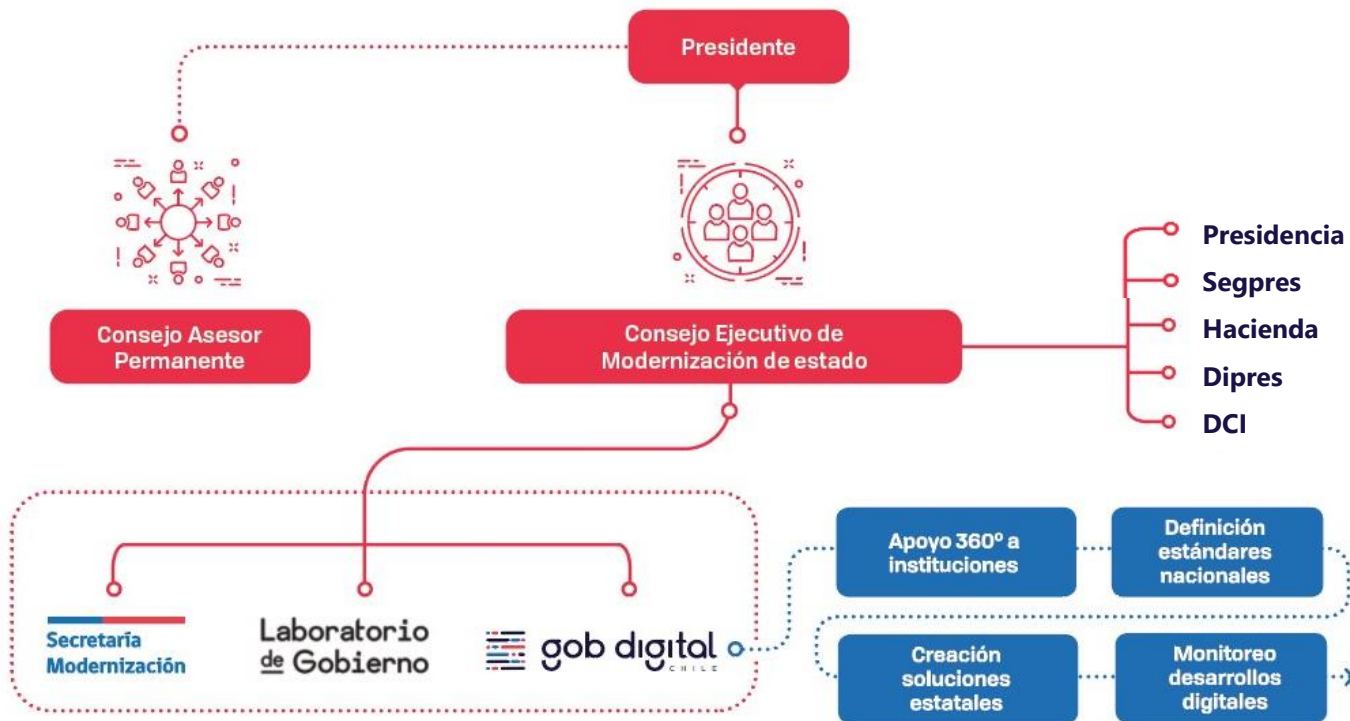 Presidente
Consejo Asesor
Permanente
Consejo Ejecutivo de
Modernización de estado
Presidencia
Segpres
Hacienda
Dipres
DCI
Secretaría
Modernización
Laboratorio
de Gobierno
gob digital
CHILE
Apoyo 360º a
instituciones
Definición
estándares
nacionales
Creación
soluciones
estatales
Monitoreo
desarrollos
digitales